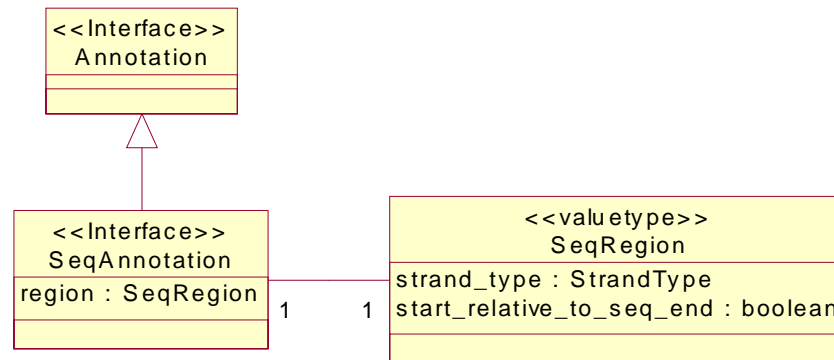 <<Interface>>
Annotation
<<Interface>>
SeqAnnotation
region : SeqRegion
1
1
<<valuetype>>
SeqRegion
strand_type : StrandType
start_relative_to_seq_end : boolean